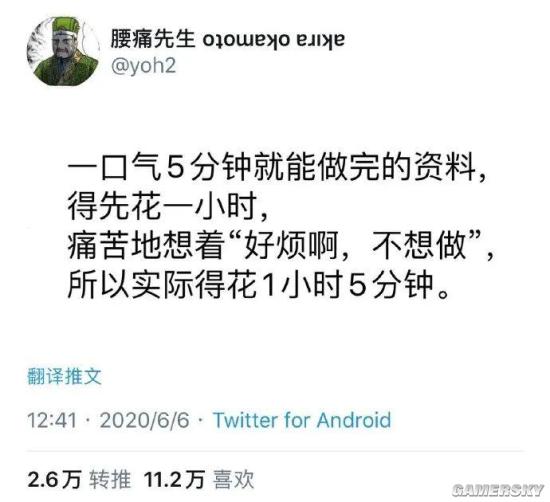 腰痛先生 oʇoɯɐʞo ɐɹıʞɐ
@yoh2
一口气5分钟就能做完的资料，
得先花一小时，
痛苦地想着“好烦啊，不想做”，
所以实际得花1小时5分钟。
翻译推文
12:41 · 2020/6/6 · Twitter for Android
2.6万 转推 11.2万 喜欢
GAMERSKY